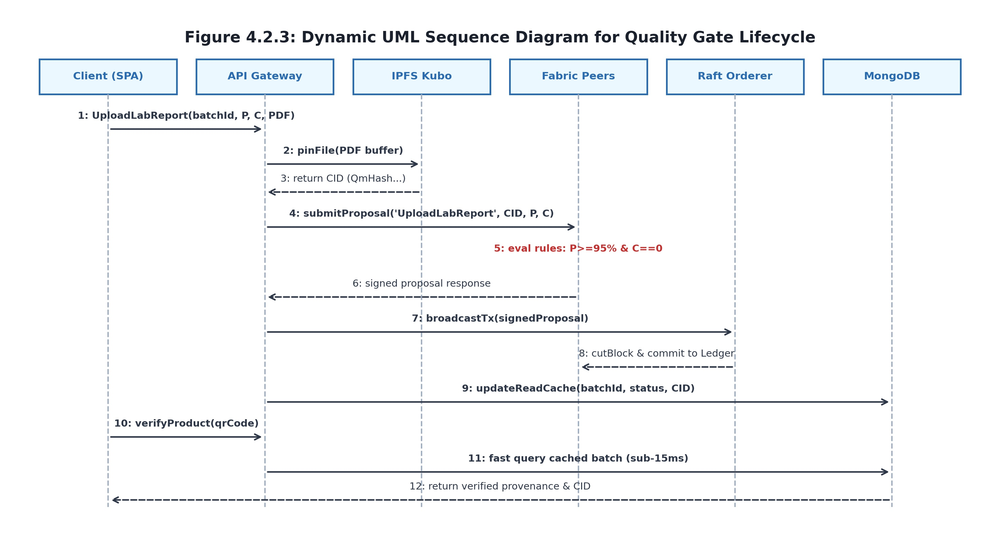 Figure 4.2.3: Dynamic UML Sequence Diagram for Quality Gate Lifecycle
Client (SPA)
API Gateway
IPFS Kubo
Fabric Peers
Raft Orderer
MongoDB
1: UploadLabReport(batchId, P, C, PDF)
2: pinFile(PDF buffer)
3: return CID (QmHash...)
4: submitProposal('UploadLabReport', CID, P, C)
5: eval rules: P>=95% & C==0
6: signed proposal response
7: broadcastTx(signedProposal)
8: cutBlock & commit to Ledger
9: updateReadCache(batchId, status, CID)
10: verifyProduct(qrCode)
11: fast query cached batch (sub-15ms)
12: return verified provenance & CID